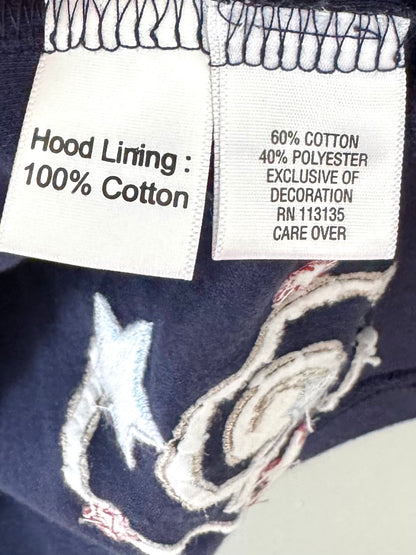 Hood Lining :
100% Cotton
60% COTTON
40% POLYESTER
EXCLUSIVE OF
DECORATION
RN 113135
CARE OVER